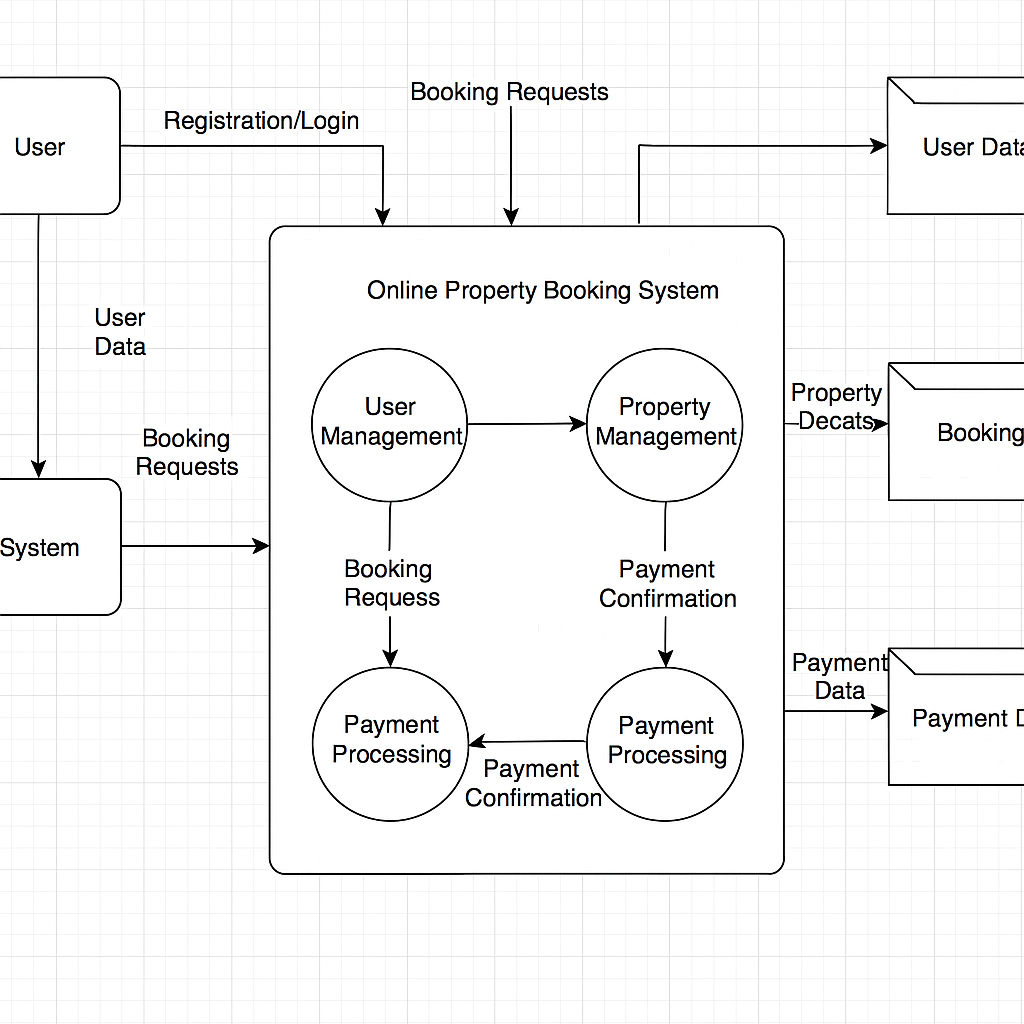 Booking Requests
Registration/Login
User
User Data
Online Property Booking System
User
Data
Property
Decats
User
Management
Property
Management
Booking
Booking
Requests
System
Booking
Requess
Payment
Confirmation
Payment
Data
Payment D
Payment
Processing
Payment
Processing
Payment
Confirmation